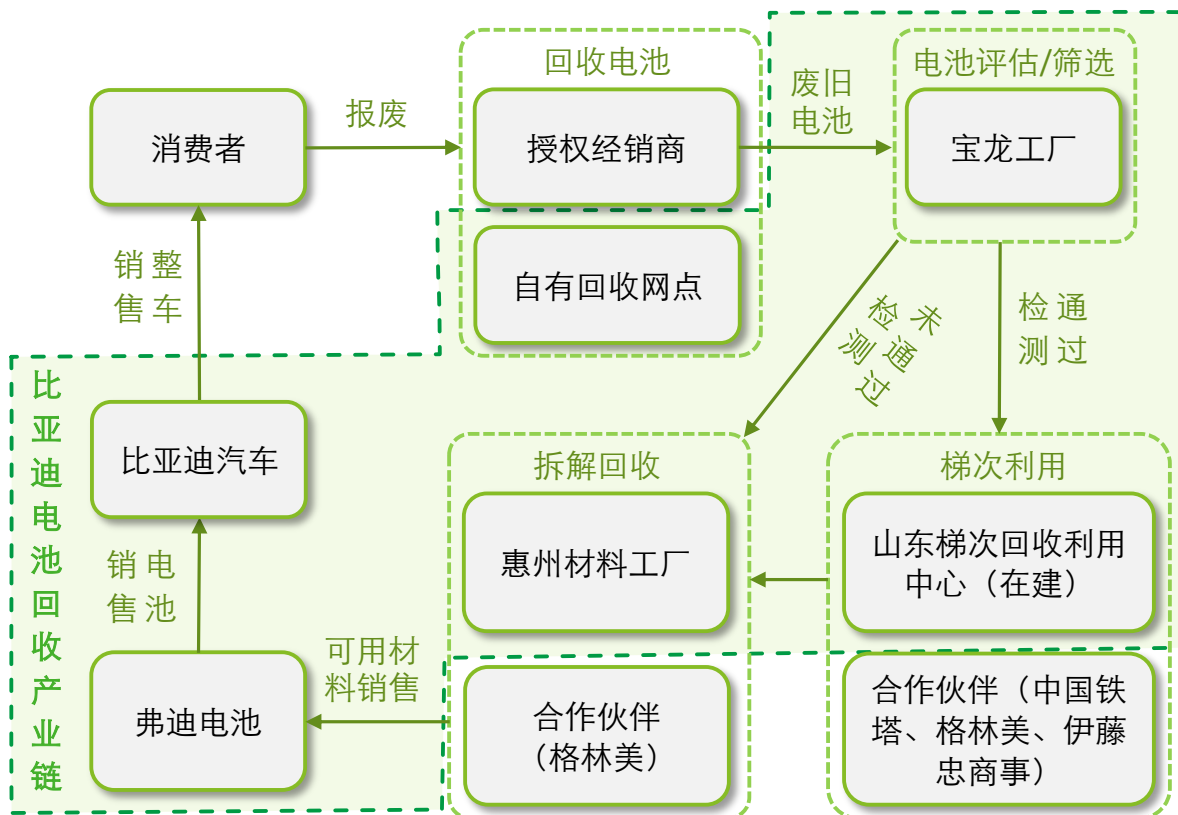 回收电池
电池评估/筛选
消费者
报废
授权经销商
废旧
电池
宝龙工厂
自有回收网点
销整
售车
检未
测通
过
检通
测过
比亚迪电池回收产业链
比亚迪汽车
拆解回收
梯次利用
惠州材料工厂
山东梯次回收利用
中心（在建）
销电
售池
可用材
料销售
弗迪电池
合作伙伴
（格林美）
合作伙伴（中国铁
塔、格林美、伊藤
忠商事）